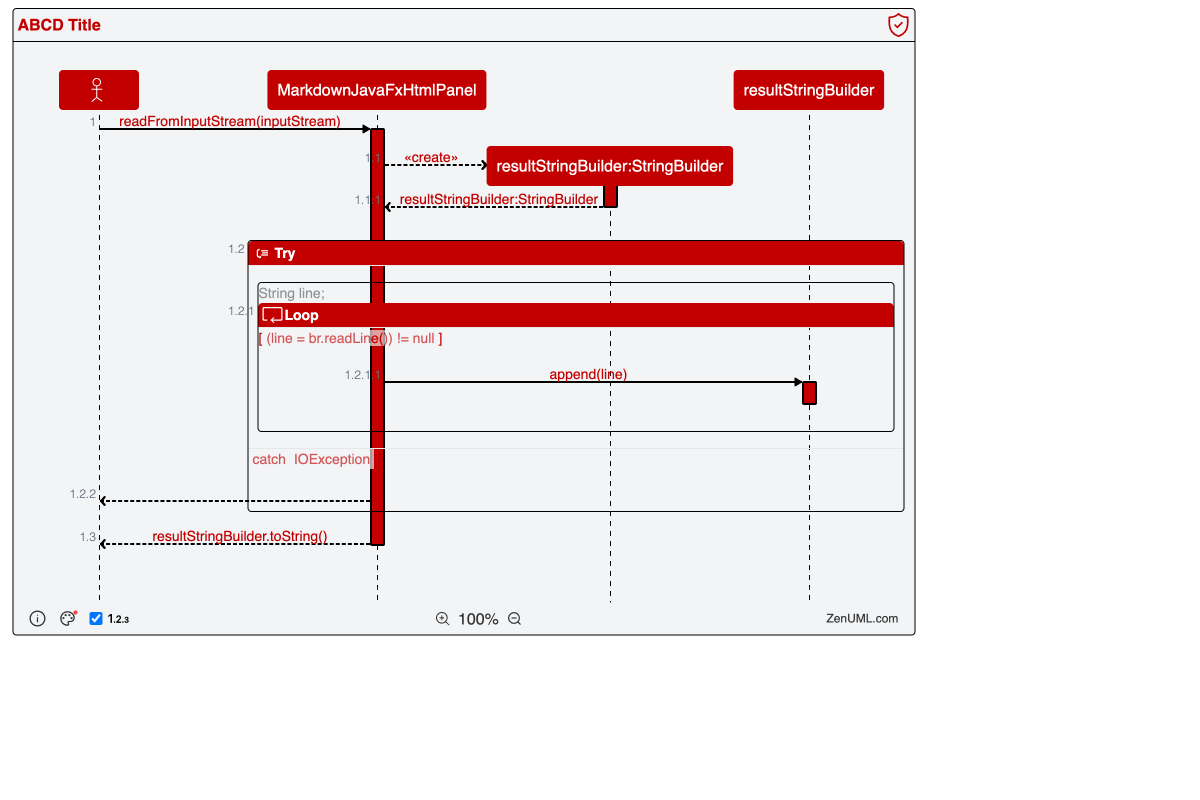 ABCD Title
MarkdownJavaFxHtmlPanel
resultStringBuilder
1
readFromInputStream(inputStream)
1.1
«create»
resultStringBuilder:StringBuilder
1.1.1
resultStringBuilder:StringBuilder
1.2
Try
String line;
1.2.1
Loop
[ (line = br.readLine()) != null ]
1.2.1.1
append(line)
catch IOException
1.2.2
1.3
resultStringBuilder.toString()
1.2.3
100%
ZenUML.com